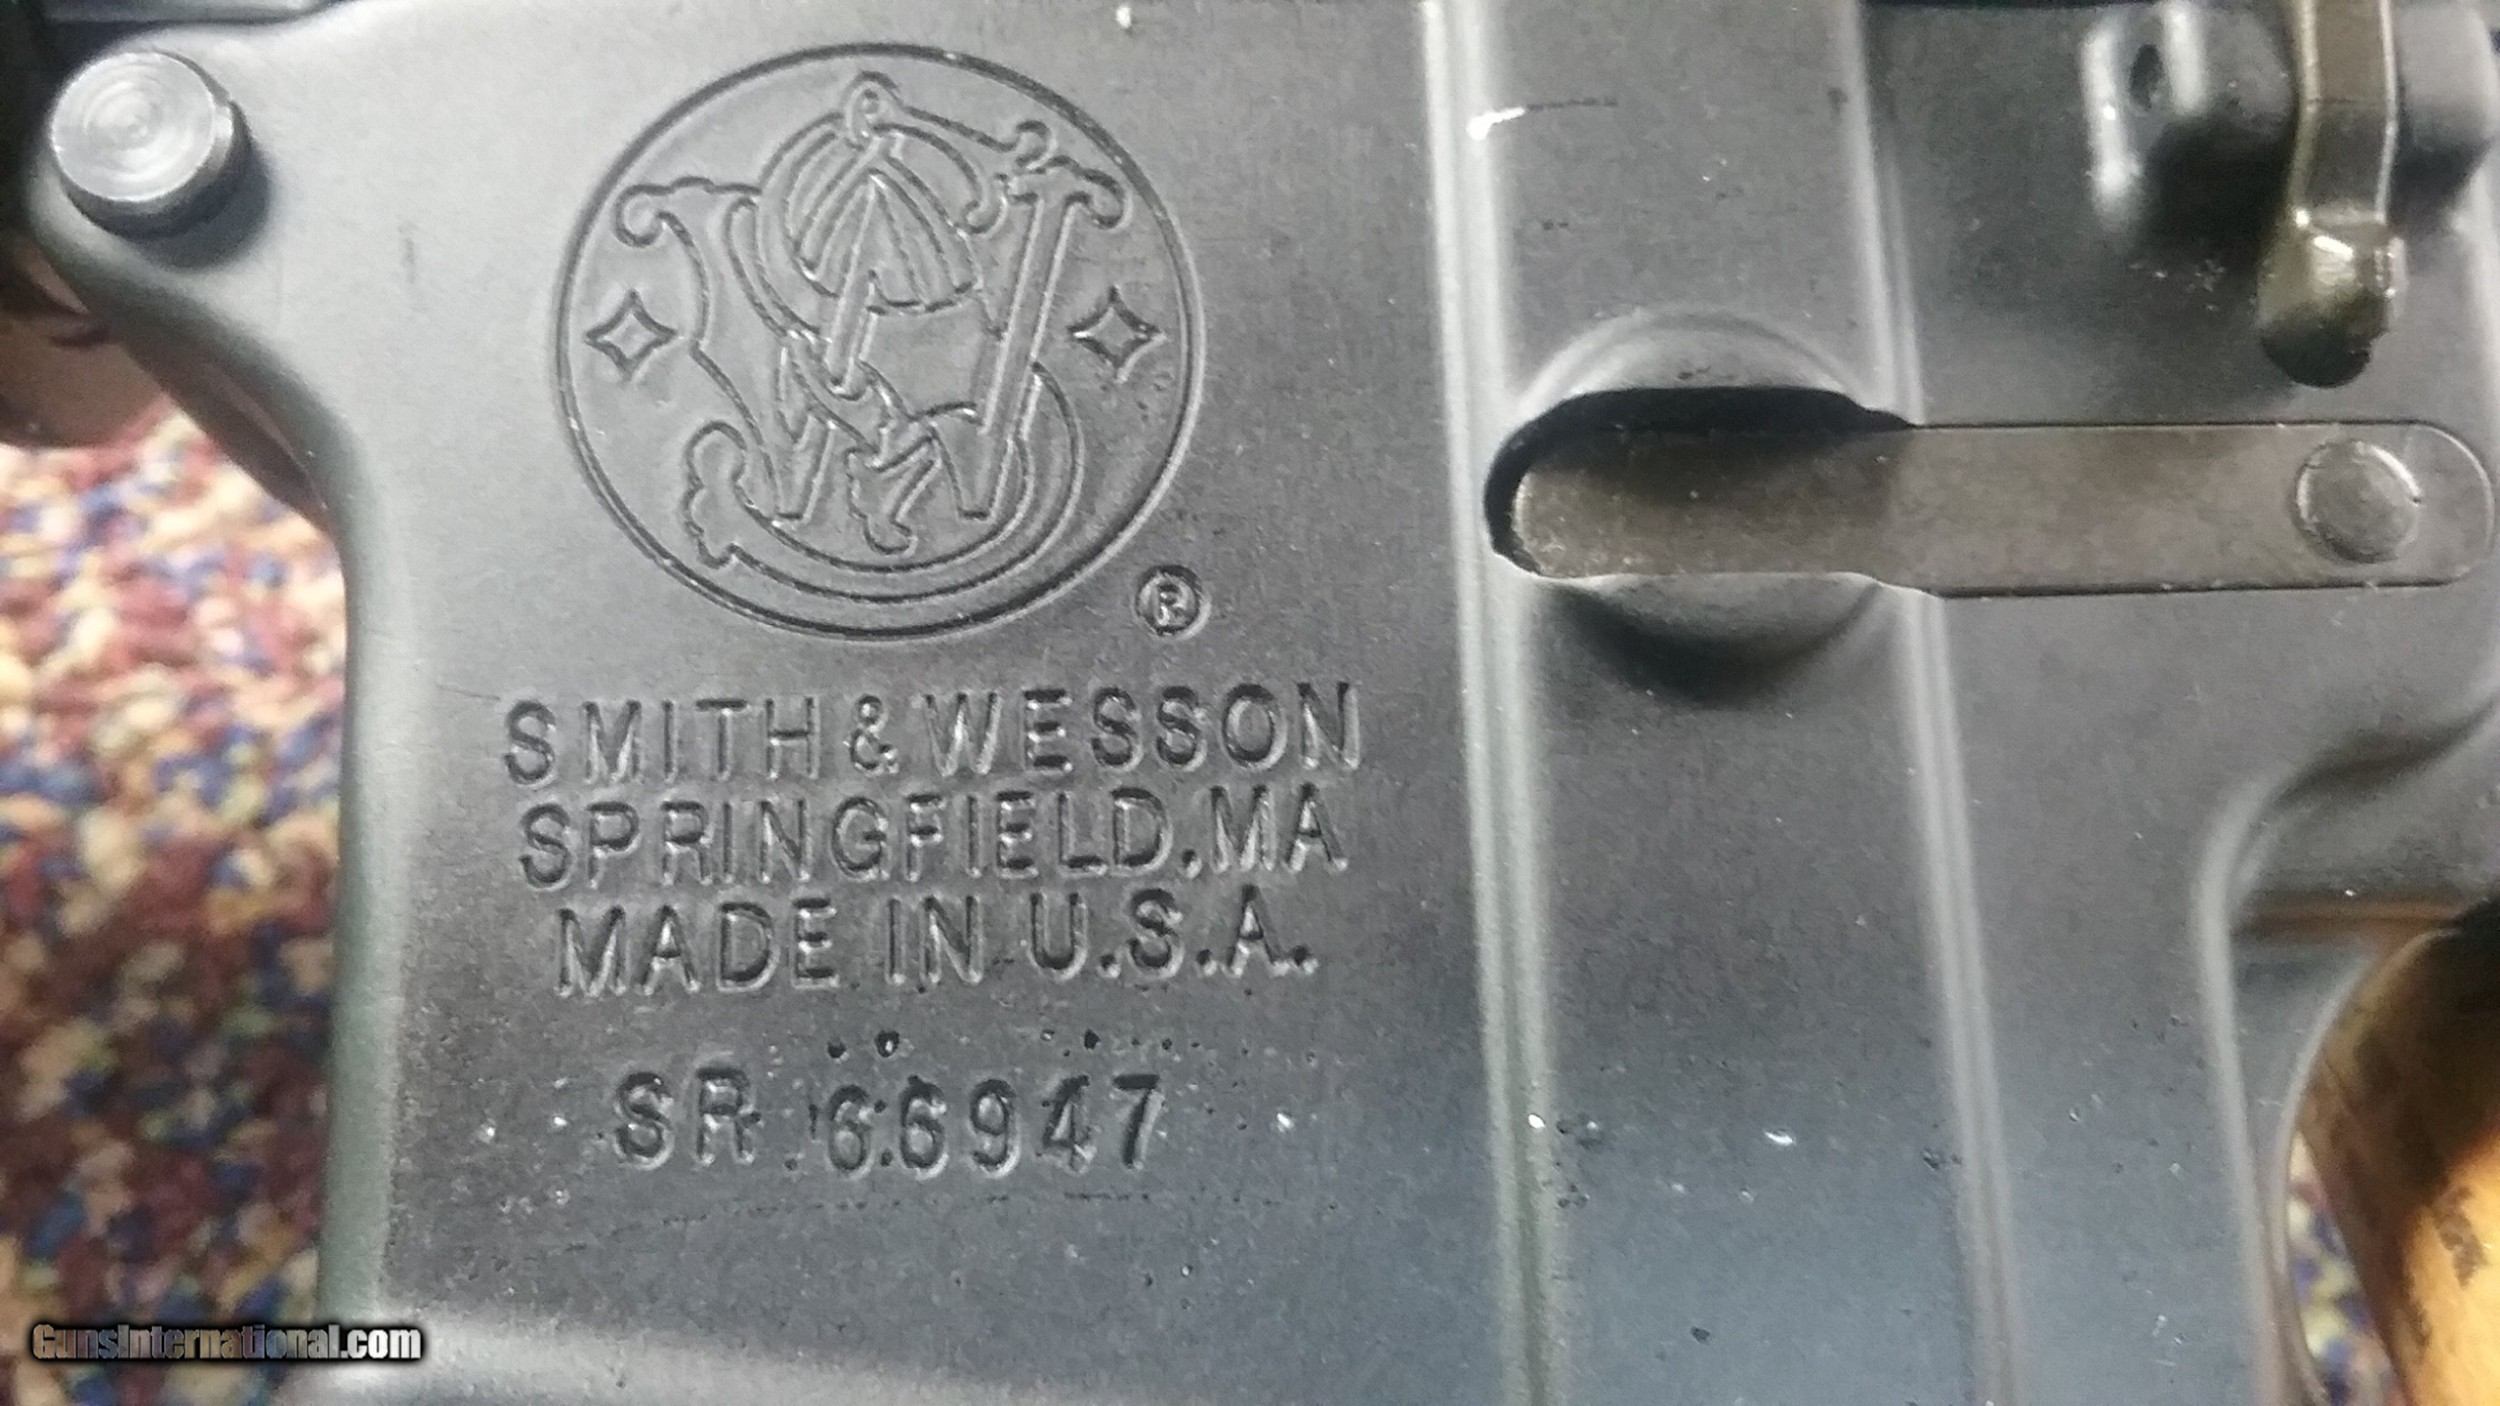 ®
SMITH & WESSON
SPRINGFIELD, MA
MADE IN U.S.A.
SR 66947
GunsInternational.com